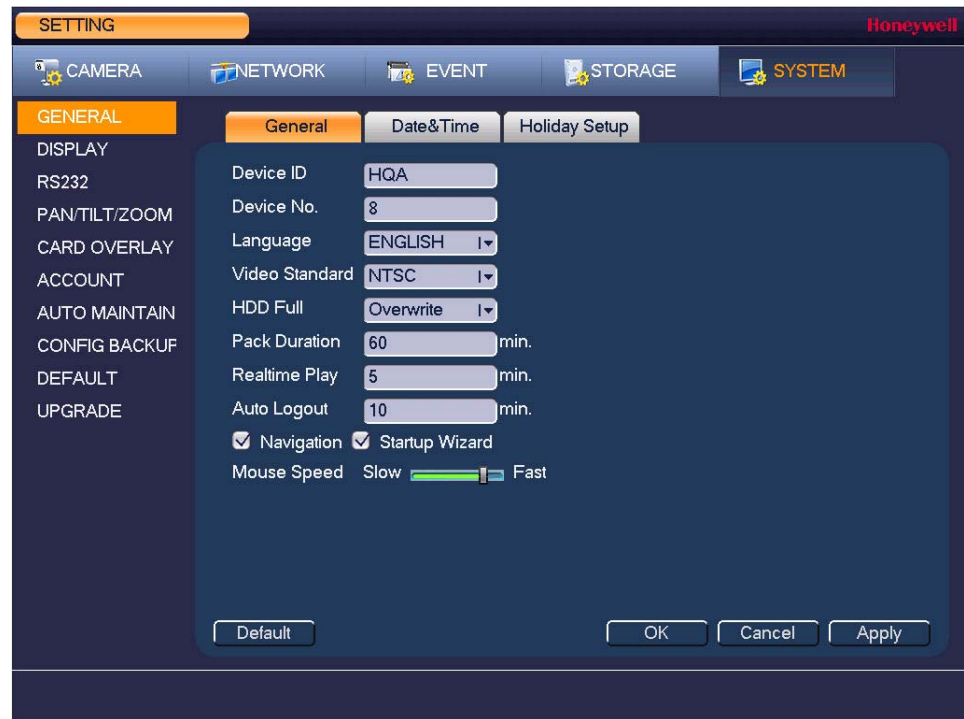 SETTING Honeywell
CAMERA NETWORK EVENT STORAGE SYSTEM
GENERAL
DISPLAY
RS232
PAN/TILT/ZOOM
CARD OVERLAY
ACCOUNT
AUTO MAINTAIN
CONFIG BACKUF
DEFAULT
UPGRADE
General Date&Time Holiday Setup
Device ID HQA
Device No. 8
Language ENGLISH
Video Standard NTSC
HDD Full Overwrite
Pack Duration 60 min.
Realtime Play 5 min.
Auto Logout 10 min.
Navigation Startup Wizard
Mouse Speed Slow Fast
Default OK Cancel Apply